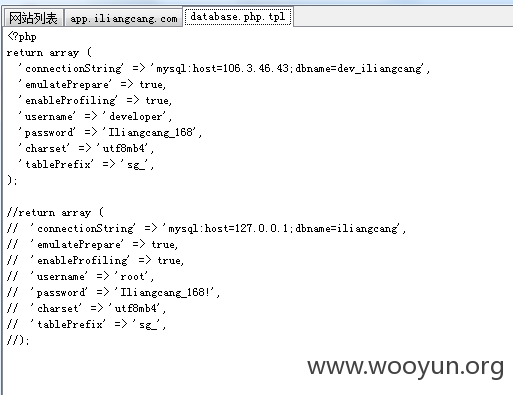 网站列表 app.iliangcang.com database.php.tpl
<?php
return array (
'connectionString' => 'mysql:host=106.3.46.43;dbname=dev_iliangcang',
'emulatePrepare' => true,
'enableProfiling' => true,
'username' => 'developer',
'password' => 'Iliangcang_168',
'charset' => 'utf8mb4',
'tablePrefix' => 'sg_',
);
//return array (
// 'connectionString' => 'mysql:host=127.0.0.1;dbname=iliangcang',
// 'emulatePrepare' => true,
// 'enableProfiling' => true,
// 'username' => 'root',
// 'password' => 'Iliangcang_168!',
// 'charset' => 'utf8mb4',
// 'tablePrefix' => 'sg_',
//);
www.wooyun.org